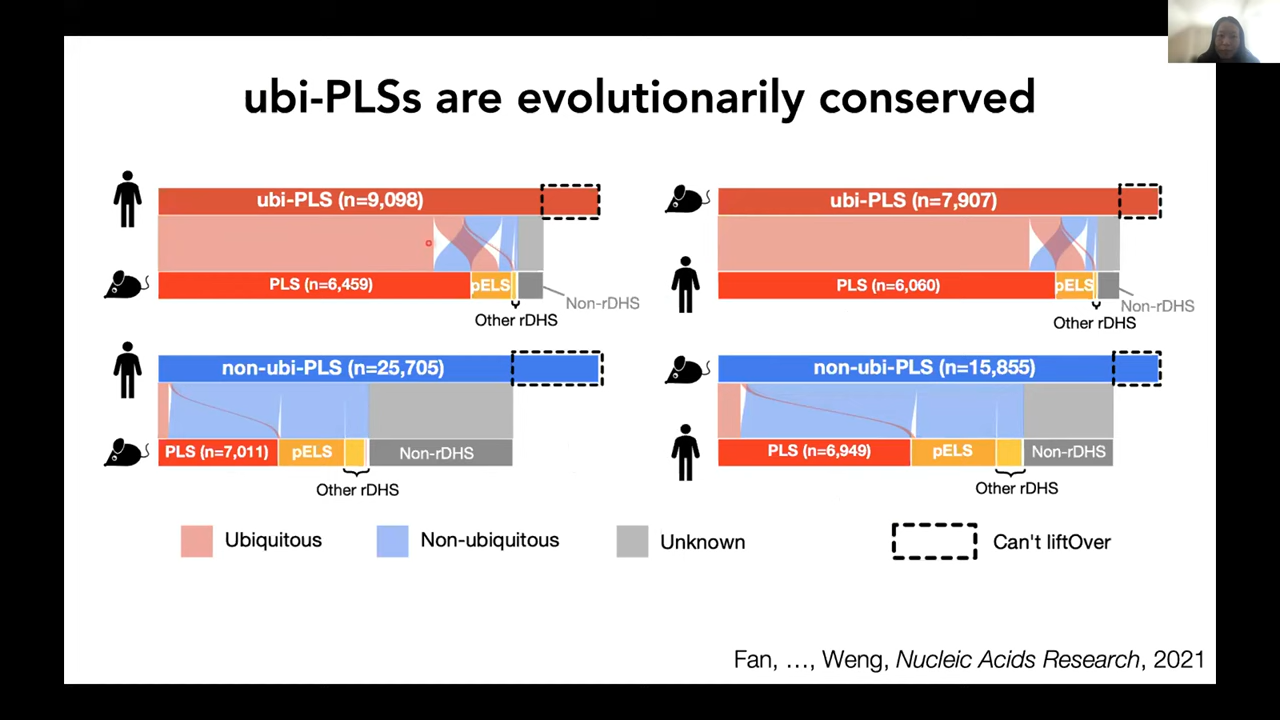 ubi-PLSs are evolutionarily conserved
ubi-PLS (n=9,098)
PLS (n=6,459)
pELS
Non-rDHS
Other rDHS
ubi-PLS (n=7,907)
PLS (n=6,060)
pELS
Non-rDHS
Other rDHS
non-ubi-PLS (n=25,705)
PLS (n=7,011)
pELS
Non-rDHS
Other rDHS
non-ubi-PLS (n=15,855)
PLS (n=6,949)
pELS
Non-rDHS
Other rDHS
Ubiquitous
Non-ubiquitous
Unknown
Can't liftOver
Fan, …, Weng, Nucleic Acids Research, 2021